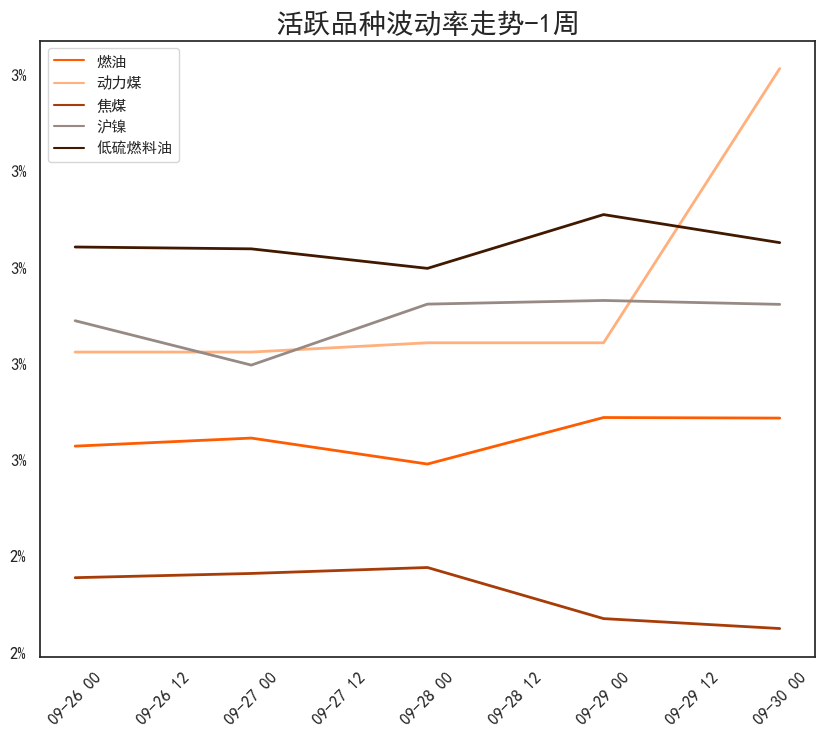 活跃品种波动率走势-1周
燃油
动力煤
焦煤
沪镍
低硫燃料油
3%
3%
3%
3%
3%
2%
2%
09-26 00
09-26 12
09-27 00
09-27 12
09-28 00
09-28 12
09-29 00
09-29 12
09-30 00